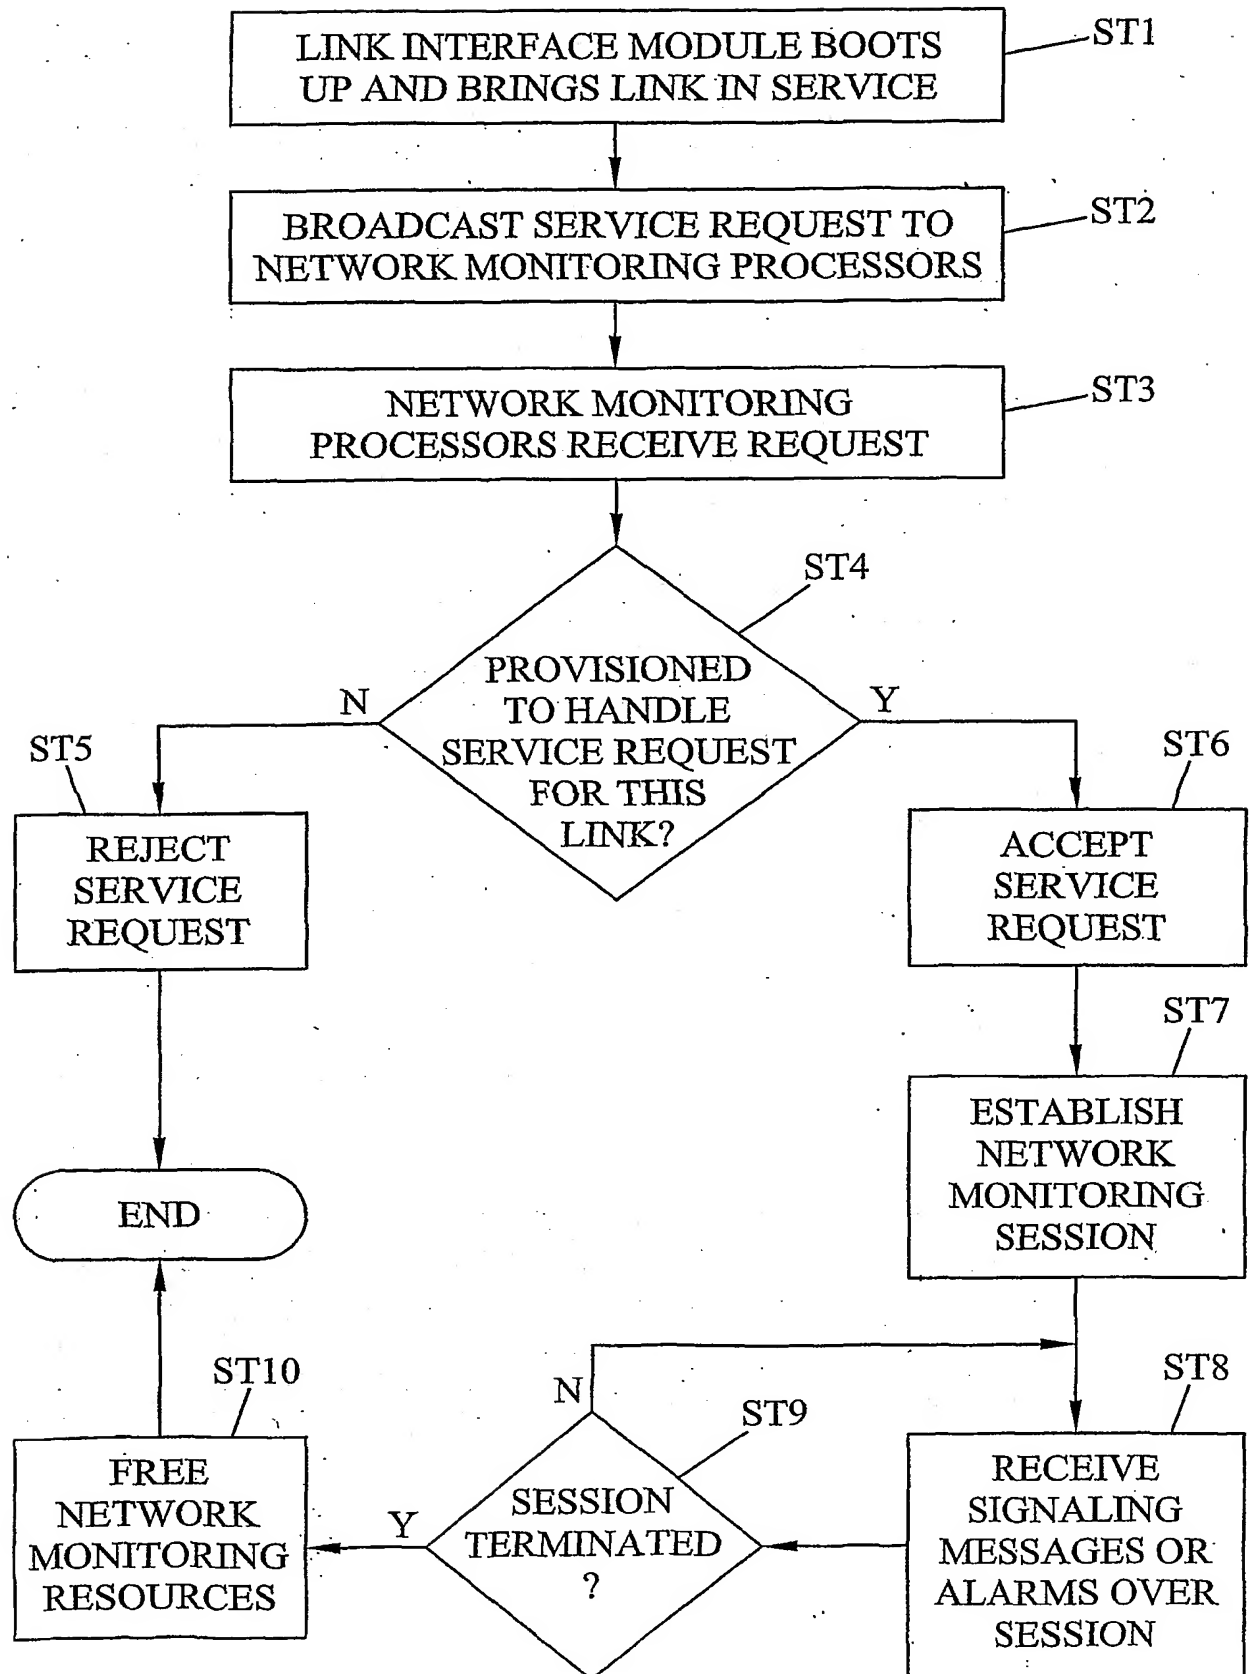 LINK INTERFACE MODULE BOOTS
UP AND BRINGS LINK IN SERVICE
ST1
BROADCAST SERVICE REQUEST TO
NETWORK MONITORING PROCESSORS
ST2
NETWORK MONITORING
PROCESSORS RECEIVE REQUEST
ST3
ST4
PROVISIONED
TO HANDLE
SERVICE REQUEST
FOR THIS
LINK?
N
Y
ST5
REJECT
SERVICE
REQUEST
ST6
ACCEPT
SERVICE
REQUEST
ST7
ESTABLISH
NETWORK
MONITORING
SESSION
END
ST8
RECEIVE
SIGNALING
MESSAGES OR
ALARMS OVER
SESSION
N
ST9
SESSION
TERMINATED
?
Y
ST10
FREE
NETWORK
MONITORING
RESOURCES